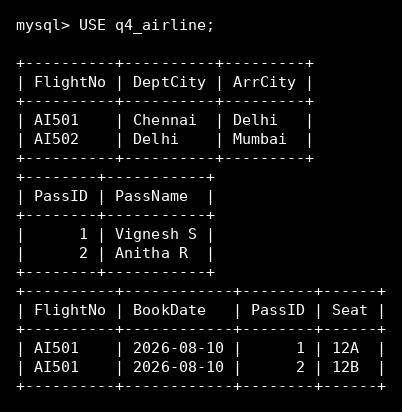 mysql> USE q4_airline;

+----------+----------+---------+
| FlightNo | DeptCity | ArrCity |
+----------+----------+---------+
| AI501    | Chennai  | Delhi   |
| AI502    | Delhi    | Mumbai  |
+----------+----------+---------+
+--------+-----------+
| PassID | PassName  |
+--------+-----------+
|      1 | Vignesh S |
|      2 | Anitha R  |
+--------+-----------+
+----------+------------+--------+------+
| FlightNo | BookDate   | PassID | Seat |
+----------+------------+--------+------+
| AI501    | 2026-08-10 |      1 | 12A  |
| AI501    | 2026-08-10 |      2 | 12B  |
+----------+------------+--------+------+